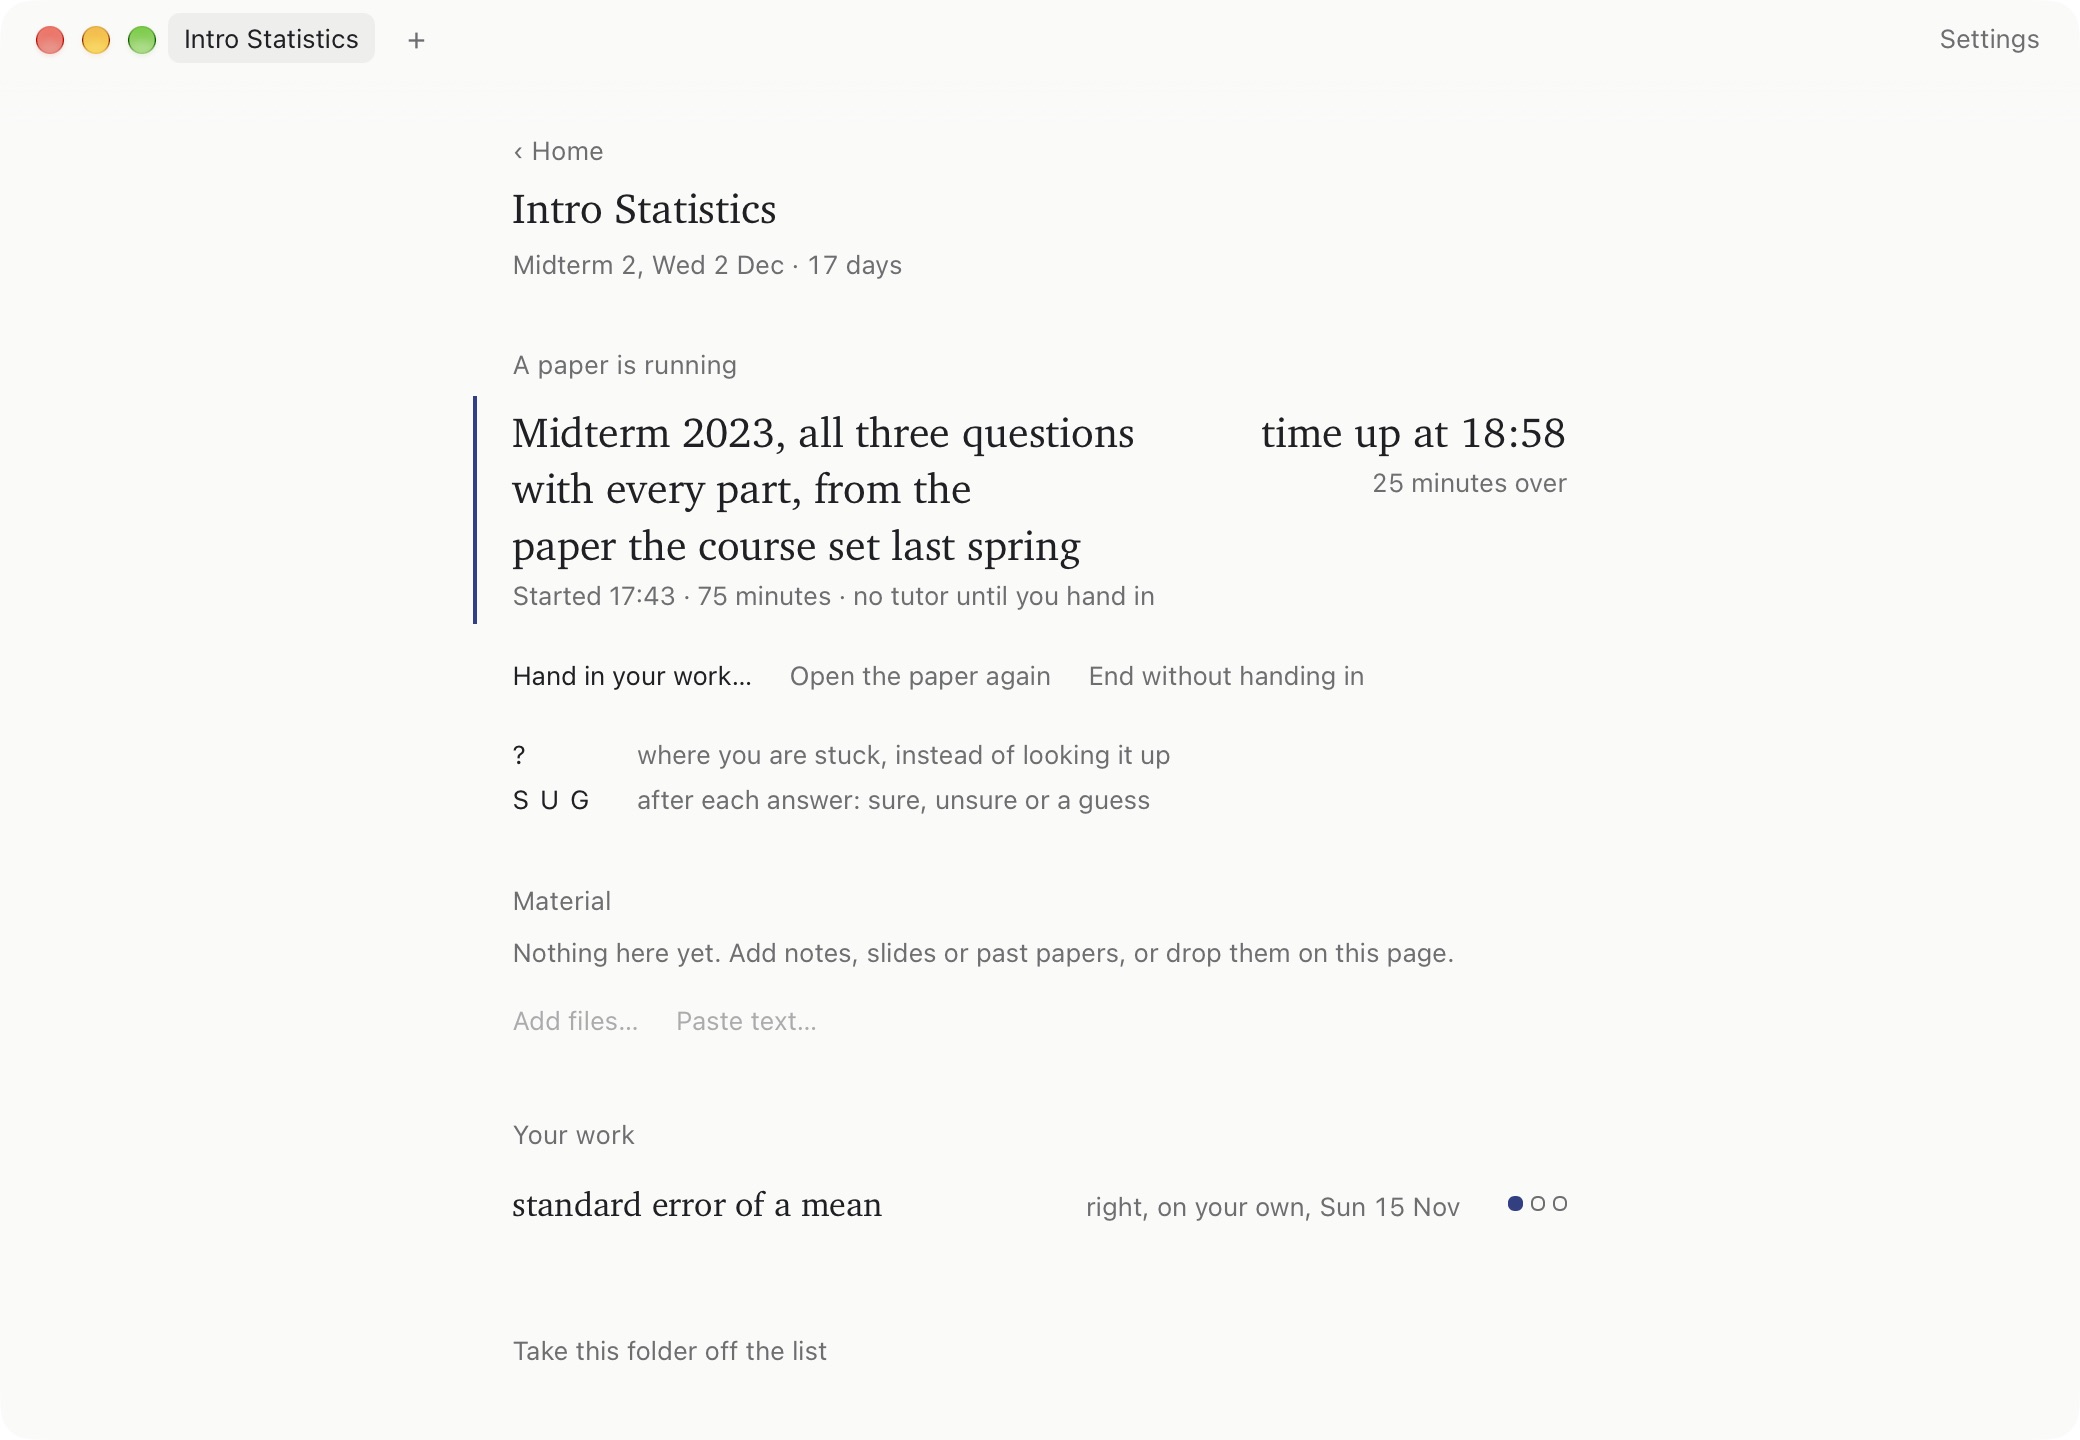 Intro Statistics
+
Settings
‹ Home
Intro Statistics
Midterm 2, Wed 2 Dec · 17 days
A paper is running
Midterm 2023, all three questions
with every part, from the
paper the course set last spring
time up at 18:58
25 minutes over
Started 17:43 · 75 minutes · no tutor until you hand in
Hand in your work… Open the paper again End without handing in
? where you are stuck, instead of looking it up
S U G after each answer: sure, unsure or a guess
Material
Nothing here yet. Add notes, slides or past papers, or drop them on this page.
Add files… Paste text…
Your work
standard error of a mean right, on your own, Sun 15 Nov
Take this folder off the list